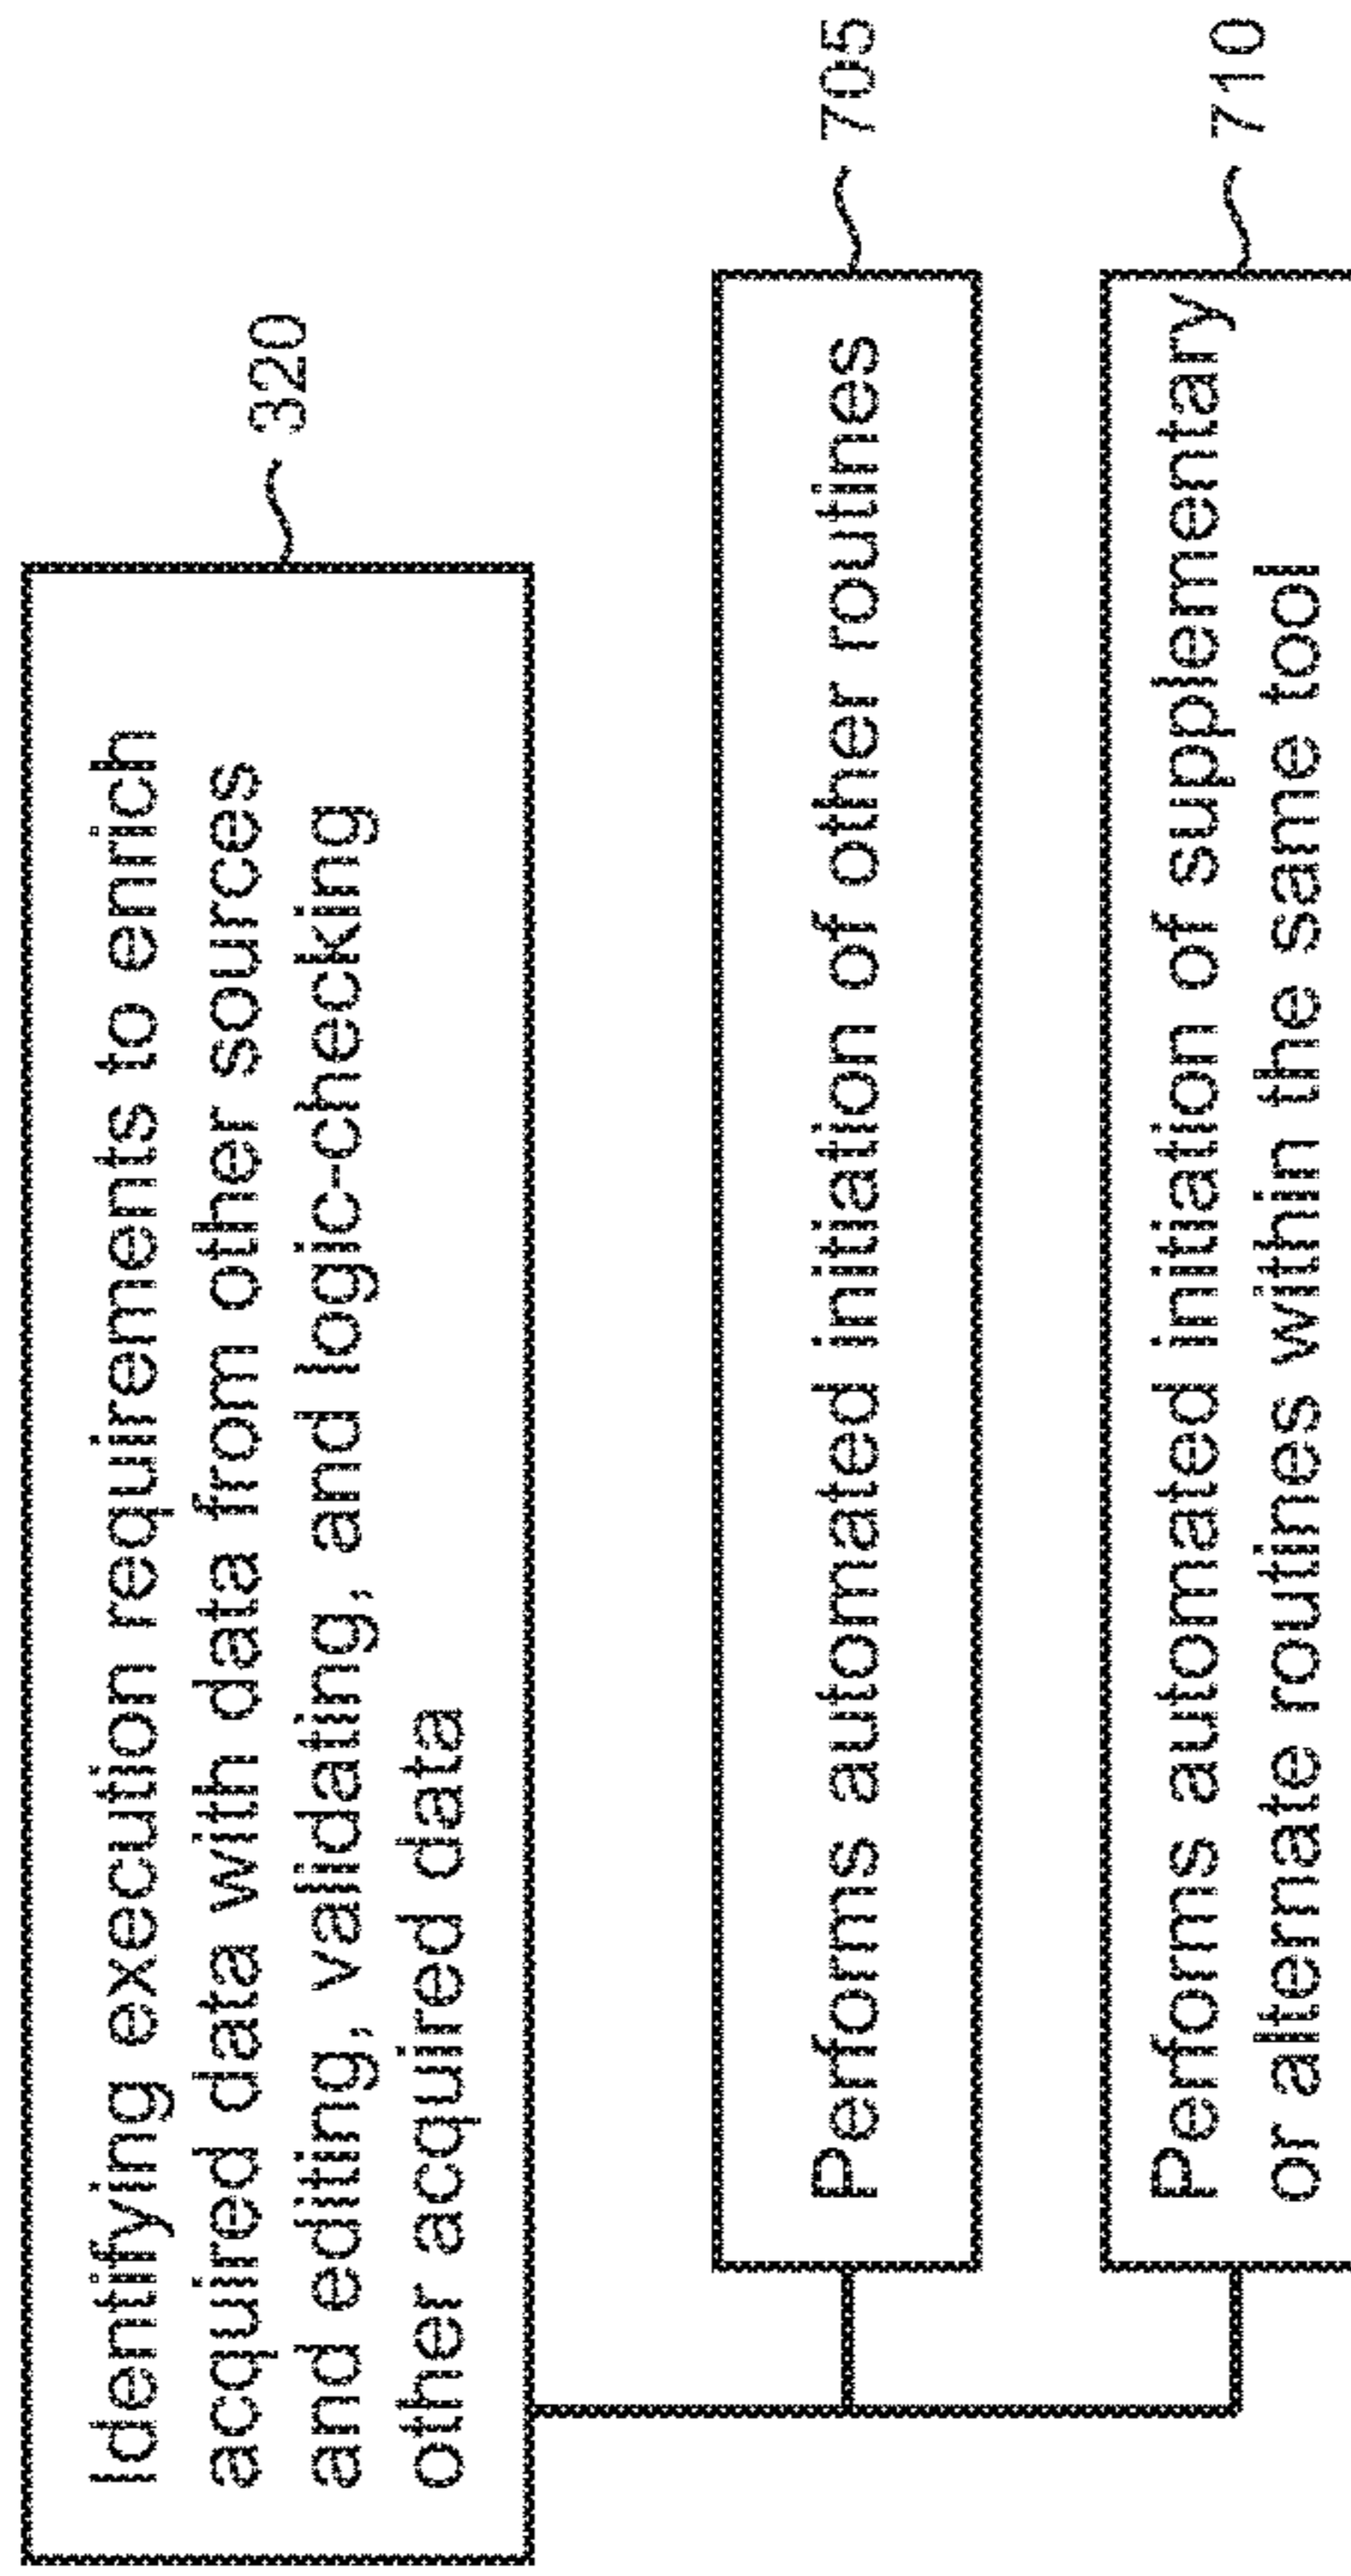 Identifying execution requirements to enrich
acquired data with data from other sources
and editing, validating, and logic-checking
other acquired data
320
Performs automated initiation of other routines
705
Performs automated initiation of supplementary
or alternate routines within the same tool
710